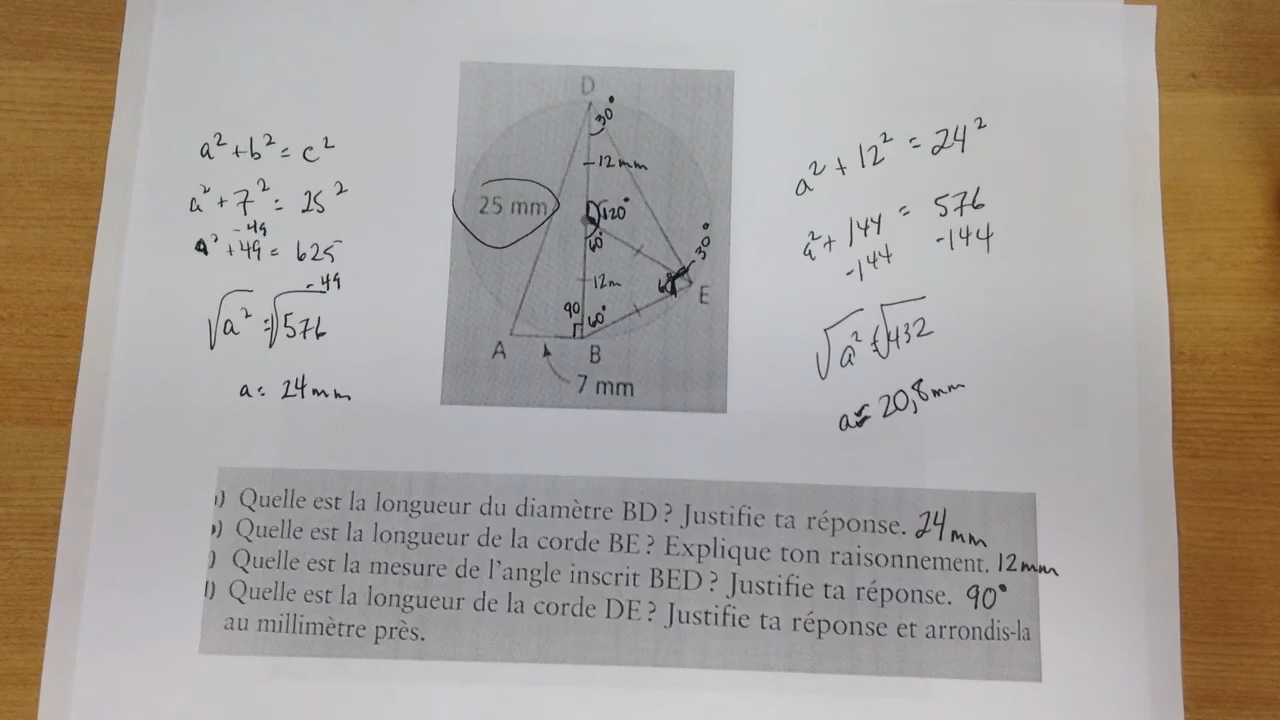 a² + b² = c²
a² + 7² = 25²
-49
a² + 49 = 625
-49
√a² = √576
a = 24mm
D
30°
12mm
25 mm
120°
60°
30°
12m
E
90
60°
A
B
7 mm
a² + 12² = 24²
a² + 144 = 576
-144 -144
√a² = √432
a = 20,8mm
) Quelle est la longueur du diamètre BD ? Justifie ta réponse. 24mm
) Quelle est la longueur de la corde BE ? Explique ton raisonnement. 12mm
) Quelle est la mesure de l'angle inscrit BED ? Justifie ta réponse. 90°
) Quelle est la longueur de la corde DE ? Justifie ta réponse et arrondis-la
au millimètre près.